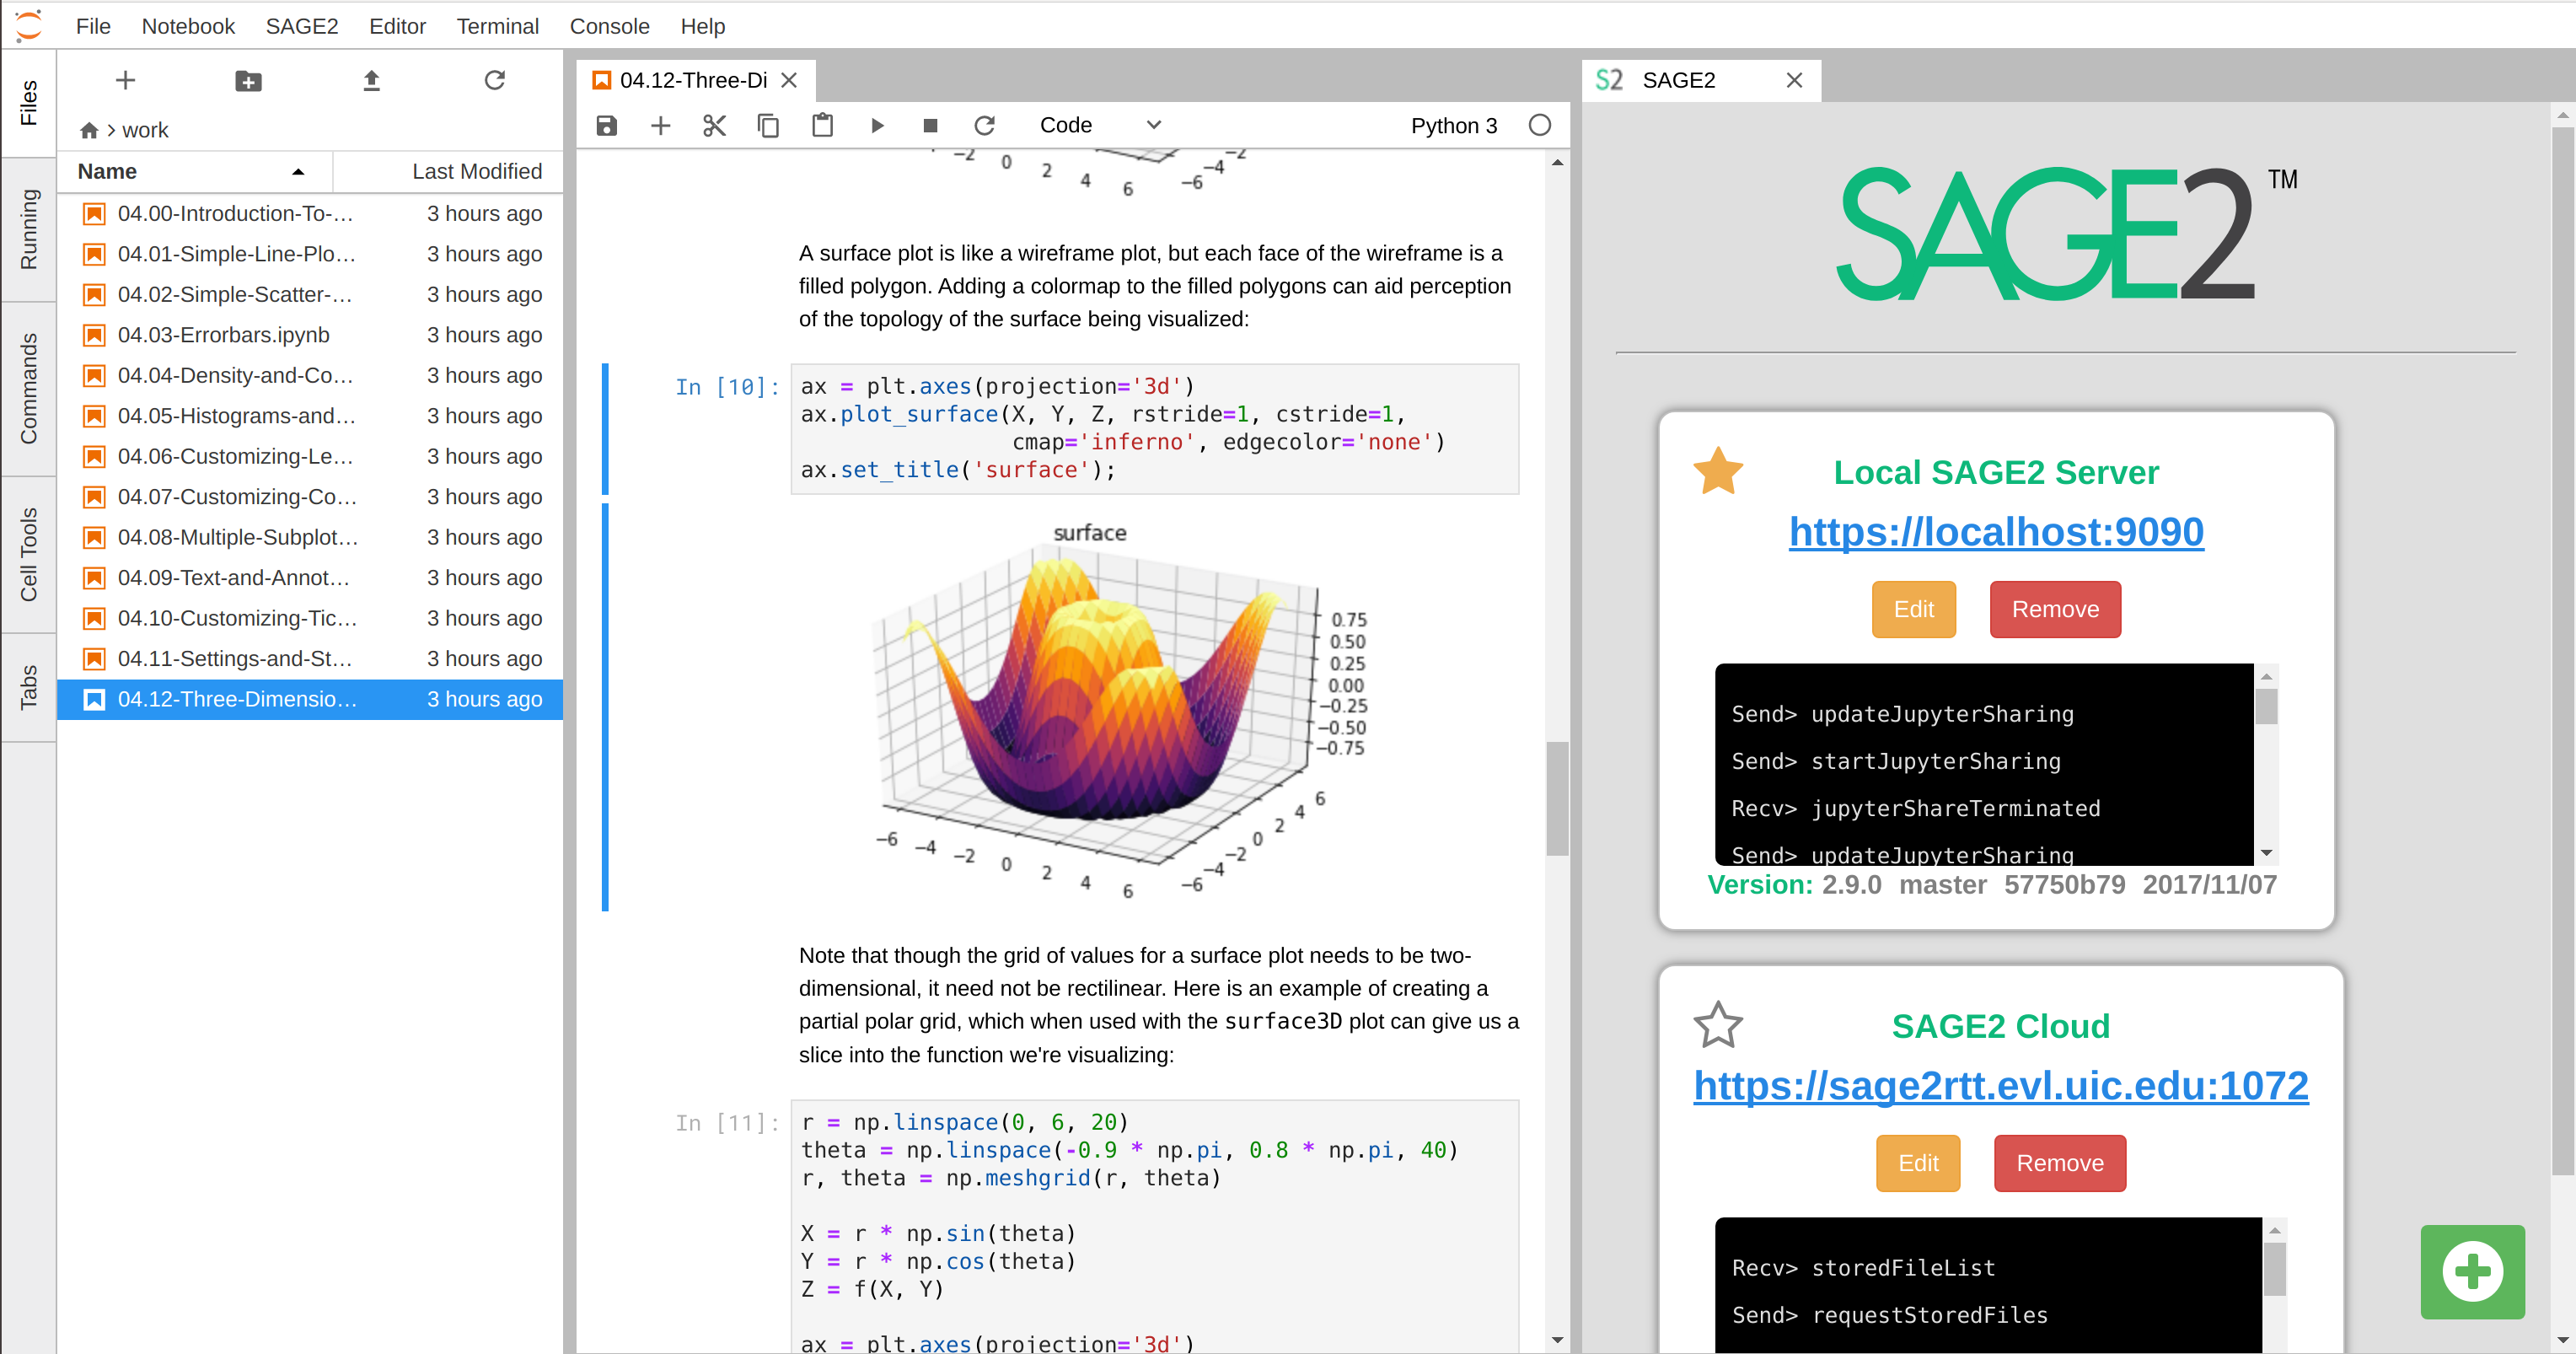 File Notebook SAGE2 Editor Terminal Console Help
Files
Running
Commands
Cell Tools
Tabs
work
Name Last Modified
04.00-Introduction-To-… 3 hours ago
04.01-Simple-Line-Plo… 3 hours ago
04.02-Simple-Scatter-… 3 hours ago
04.03-Errorbars.ipynb 3 hours ago
04.04-Density-and-Co… 3 hours ago
04.05-Histograms-and… 3 hours ago
04.06-Customizing-Le… 3 hours ago
04.07-Customizing-Co… 3 hours ago
04.08-Multiple-Subplot… 3 hours ago
04.09-Text-and-Annot… 3 hours ago
04.10-Customizing-Tic… 3 hours ago
04.11-Settings-and-St… 3 hours ago
04.12-Three-Dimensio… 3 hours ago
04.12-Three-Di
Code Python 3
−2 0 2 4 6 −6 −4 −2
A surface plot is like a wireframe plot, but each face of the wireframe is a
filled polygon. Adding a colormap to the filled polygons can aid perception
of the topology of the surface being visualized:
In [10]: ax = plt.axes(projection='3d')
ax.plot_surface(X, Y, Z, rstride=1, cstride=1,
cmap='inferno', edgecolor='none')
ax.set_title('surface');
surface
0.75
0.50
0.25
0.00
−0.25
−0.50
−0.75
−6 −4 −2 0 2 4 6
−6 −4 −2 0 2 4 6
Note that though the grid of values for a surface plot needs to be two-
dimensional, it need not be rectilinear. Here is an example of creating a
partial polar grid, which when used with the surface3D plot can give us a
slice into the function we're visualizing:
In [11]: r = np.linspace(0, 6, 20)
theta = np.linspace(-0.9 * np.pi, 0.8 * np.pi, 40)
r, theta = np.meshgrid(r, theta)
X = r * np.sin(theta)
Y = r * np.cos(theta)
Z = f(X, Y)
ax = plt.axes(projection='3d')
S2 SAGE2
SAGE2 TM
Local SAGE2 Server
https://localhost:9090
Edit Remove
Send> updateJupyterSharing
Send> startJupyterSharing
Recv> jupyterShareTerminated
Send> updateJupyterSharing
Version: 2.9.0 master 57750b79 2017/11/07
SAGE2 Cloud
https://sage2rtt.evl.uic.edu:1072
Edit Remove
Recv> storedFileList
Send> requestStoredFiles